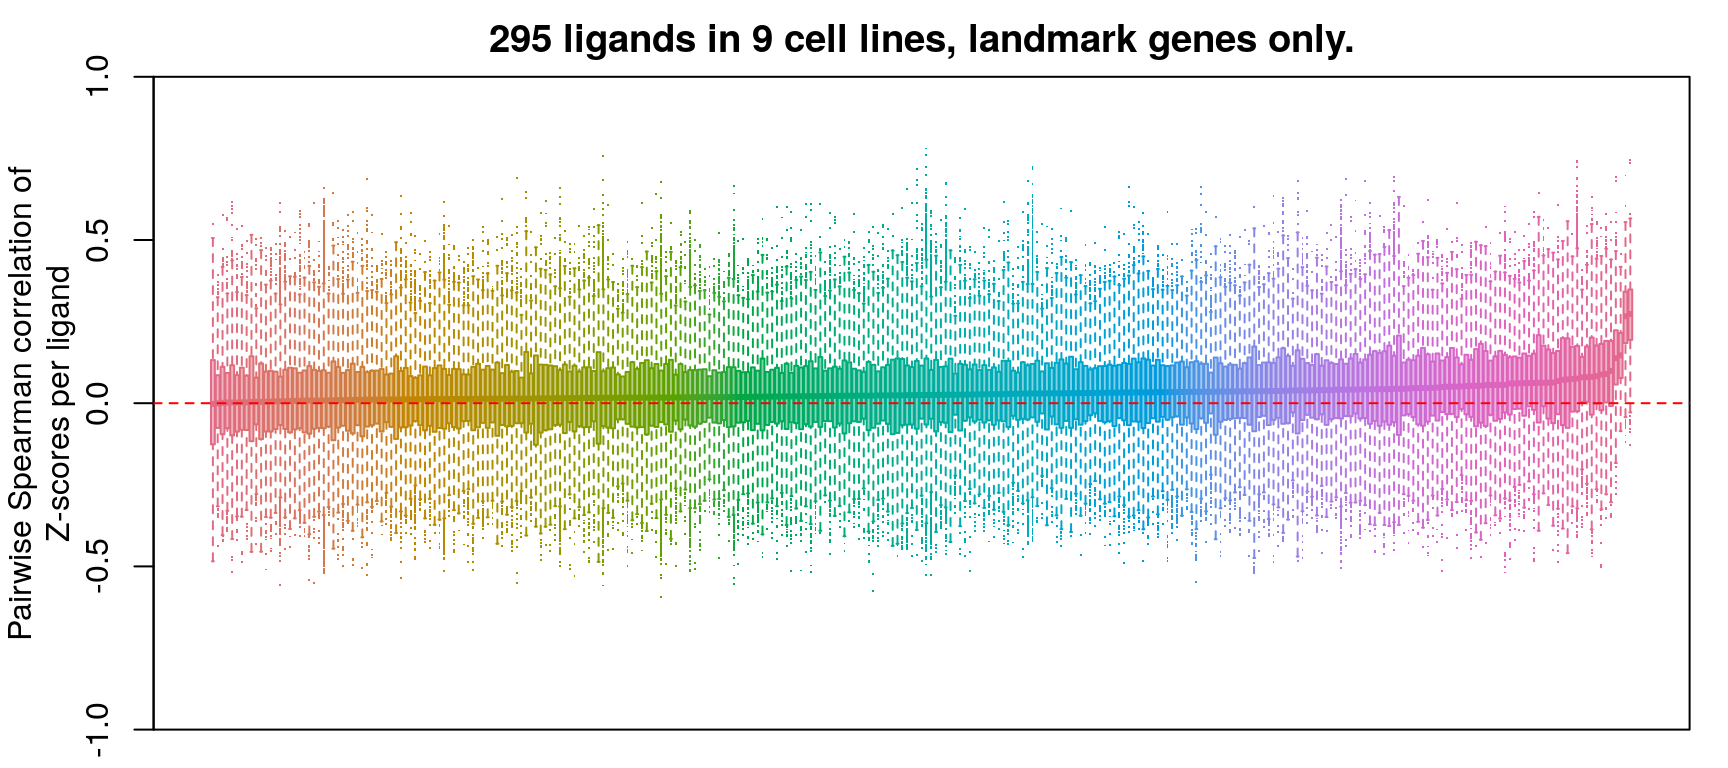 295 ligands in 9 cell lines, landmark genes only.
Pairwise Spearman correlation of
Z-scores per ligand
1.0
0.5
0.0
-0.5
-1.0